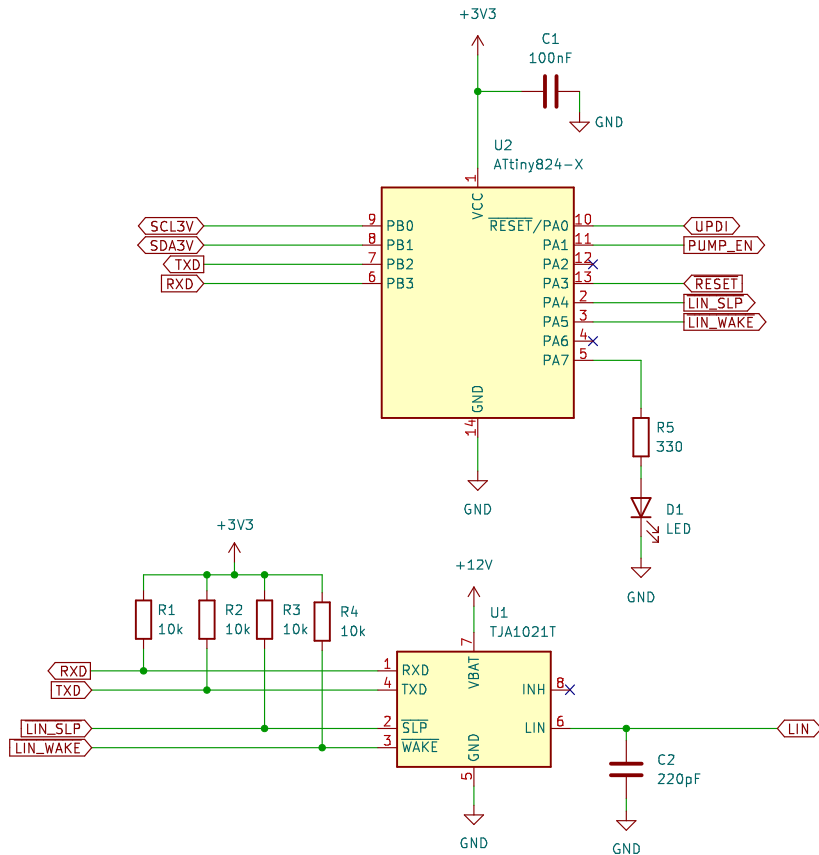 +3V3
C1
100nF
GND
U2
ATtiny824-X
1
VCC
SCL3V
9
PB0
RESET/PA0
10
UPDI
SDA3V
8
PB1
PA1
11
PUMP_EN
TXD
7
PB2
PA2
12
RXD
6
PB3
PA3
13
RESET
PA4
2
LIN_SLP
PA5
3
LIN_WAKE
PA6
4
PA7
5
GND
14
GND
R5
330
D1
LED
GND
+3V3
R1
10k
R2
10k
R3
10k
R4
10k
+12V
U1
TJA1021T
7
VBAT
RXD
1
RXD
TXD
4
TXD
INH
8
LIN_SLP
2
SLP
LIN
6
LIN
LIN_WAKE
3
WAKE
GND
5
GND
C2
220pF
GND